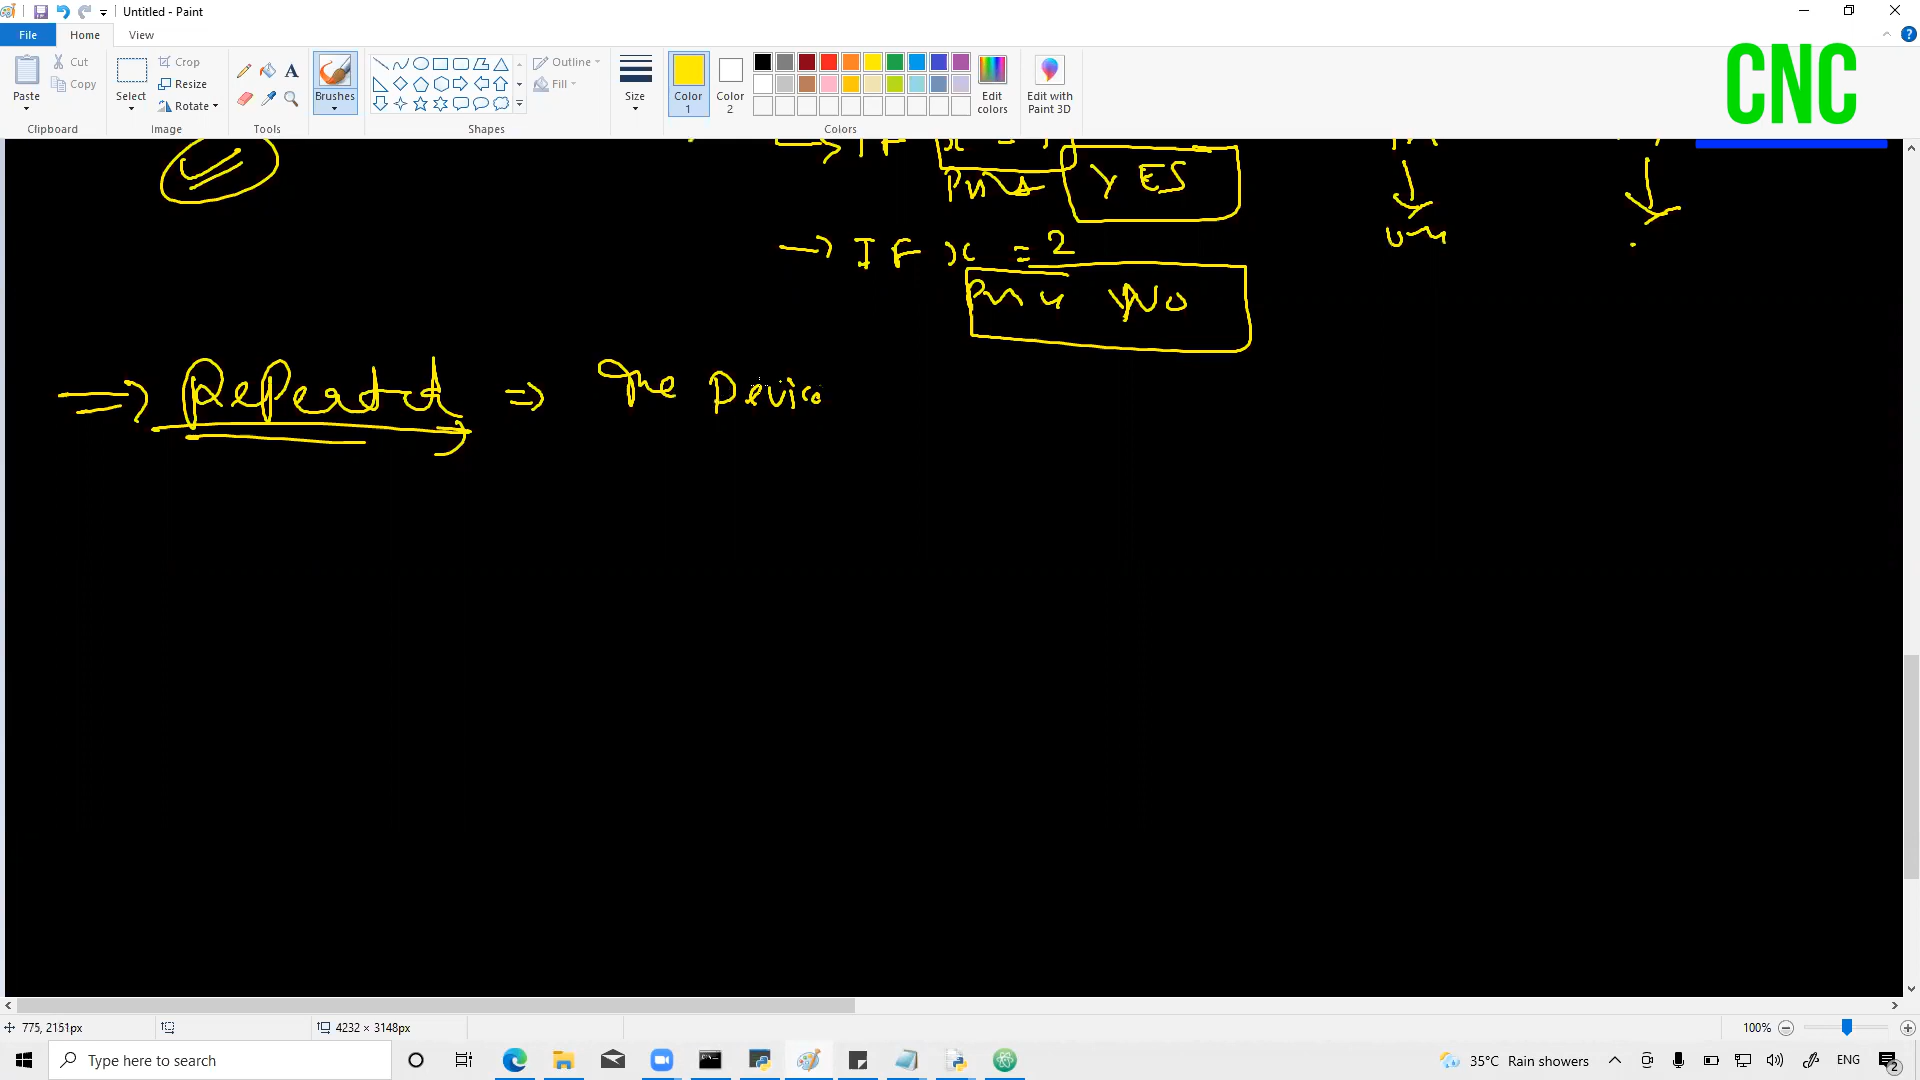 Untitled - Paint
File Home View
Cut
Copy
Paste
Clipboard
Crop
Resize
Rotate
Select
Image
Tools
Brushes
Shapes
Outline
Fill
Size
Color 1
Color 2
Edit colors
Edit with Paint 3D
Colors
CNC
IF
YES
IF x = 2
NO
=> RePeated => The Device
775, 2151px
4232 × 3148px
100%
Type here to search
35°C Rain showers
ENG
2